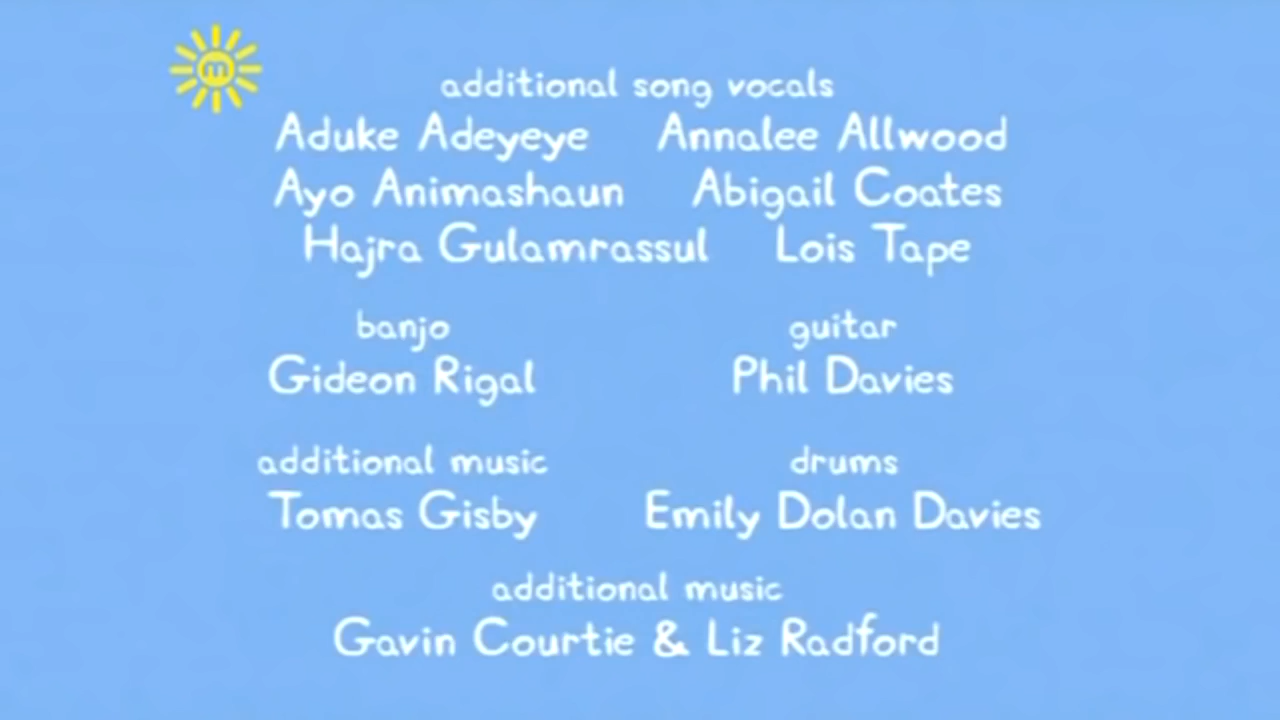 m
additional song vocals
Aduke Adeyeye Annalee Allwood
Ayo Animashaun Abigail Coates
Hajra Gulamrassul Lois Tape
banjo guitar
Gideon Rigal Phil Davies
additional music drums
Tomas Gisby Emily Dolan Davies
additional music
Gavin Courtie & Liz Radford